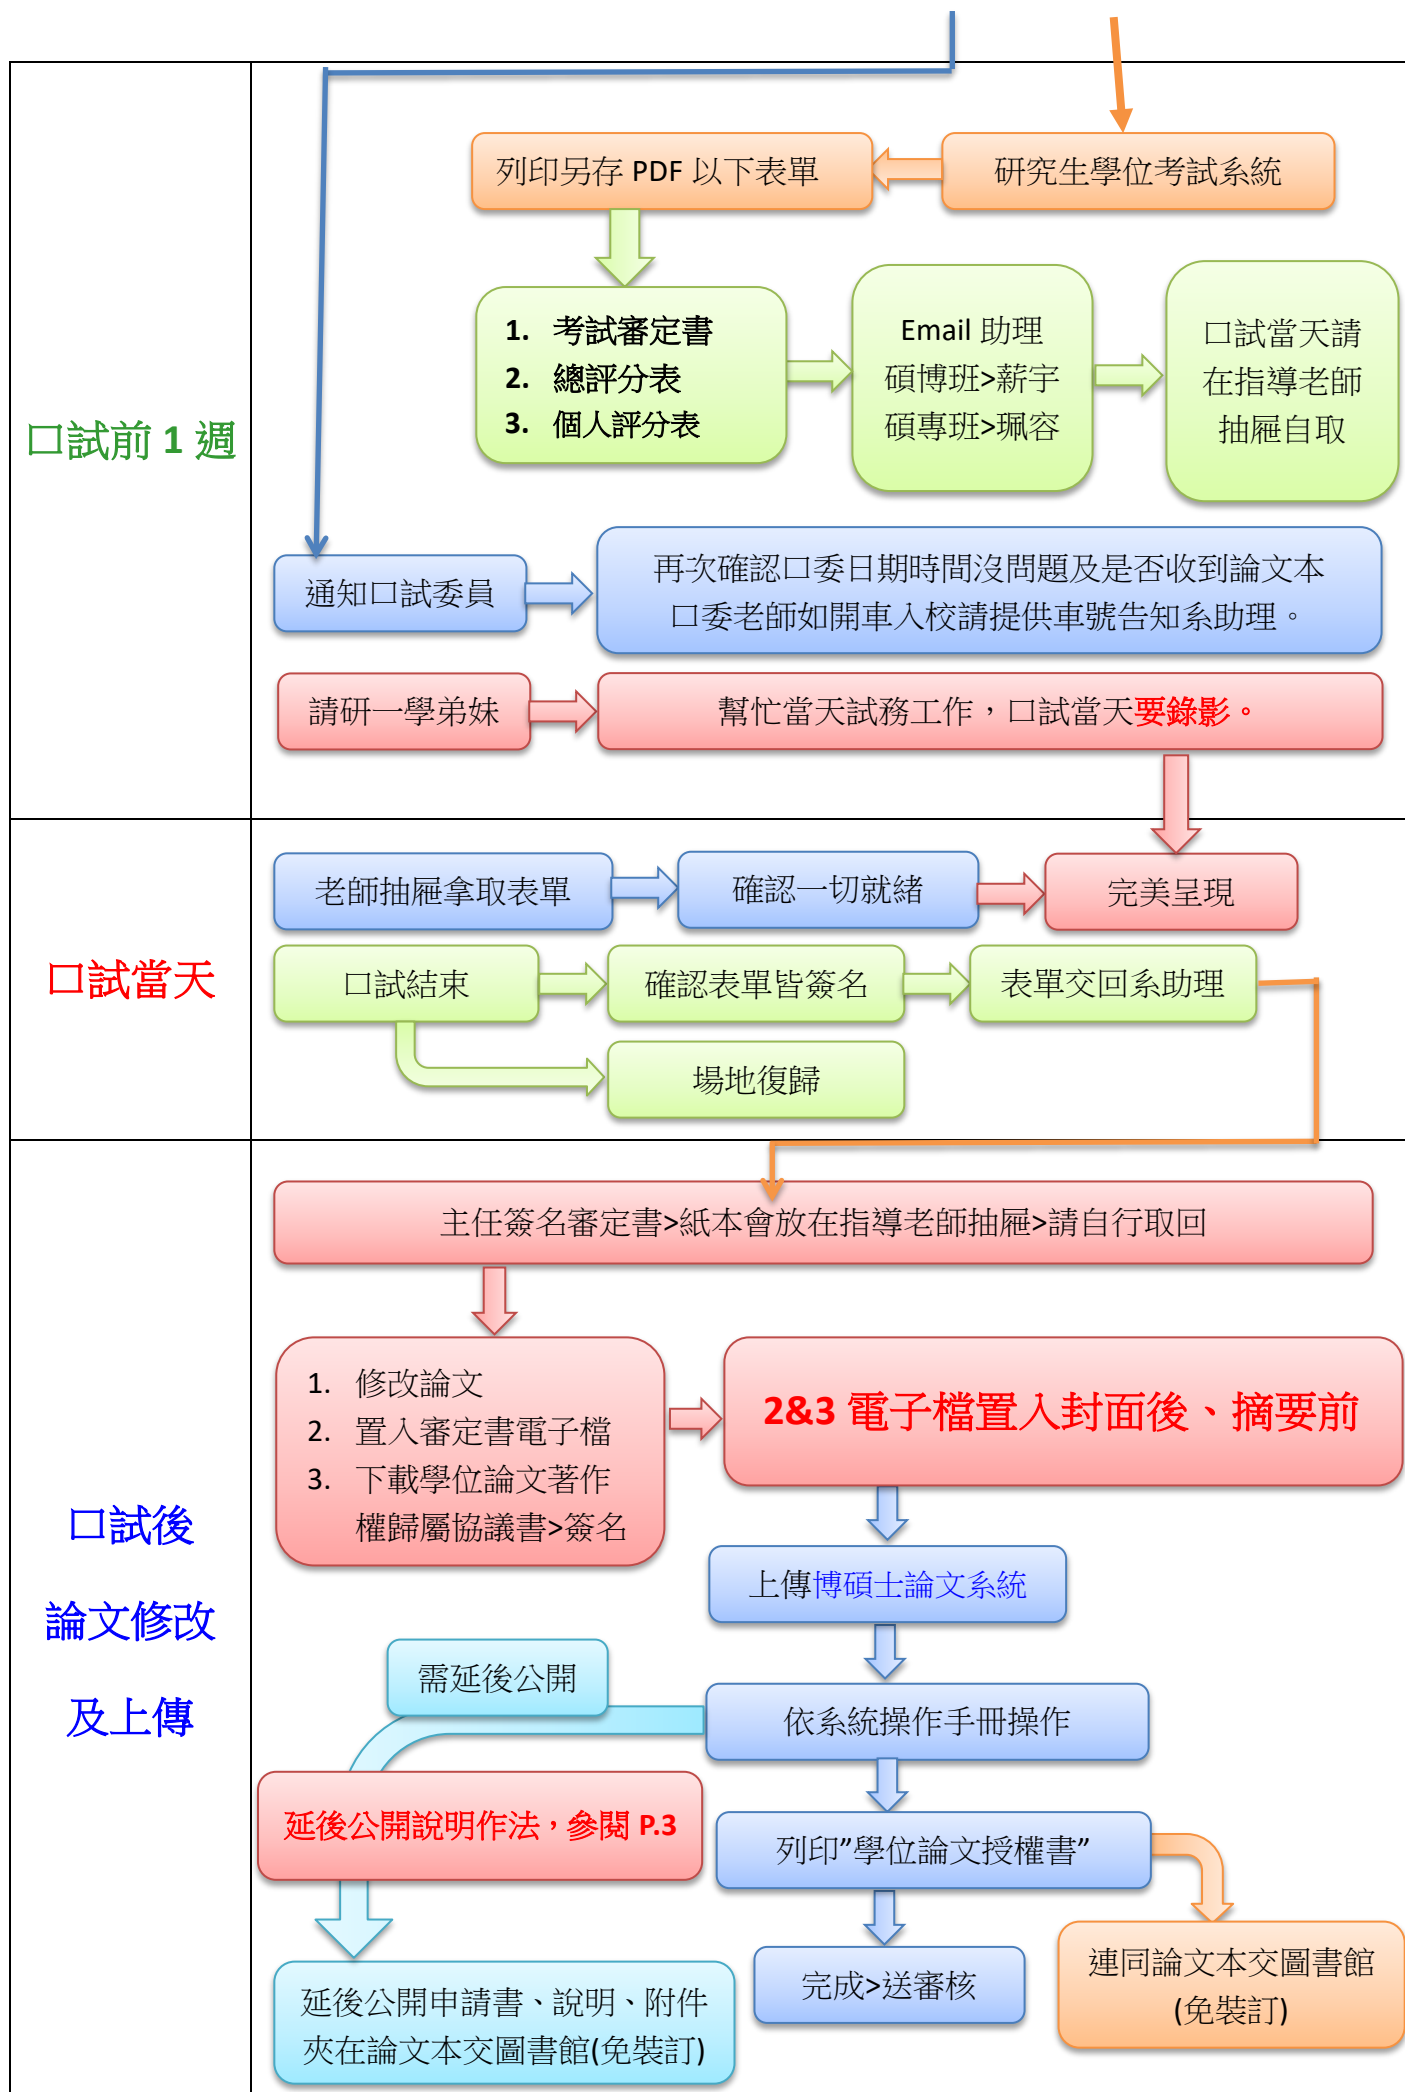 口試前 1 週
研究生學位考試系統
列印另存 PDF 以下表單
1. 考試審定書
2. 總評分表
3. 個人評分表
Email 助理
碩博班>薪宇
碩專班>珮容
口試當天請
在指導老師
抽屜自取
通知口試委員
再次確認口委日期時間沒問題及是否收到論文本
口委老師如開車入校請提供車號告知系助理。
請研一學弟妹
幫忙當天試務工作，口試當天要錄影。
口試當天
老師抽屜拿取表單
確認一切就緒
完美呈現
口試結束
確認表單皆簽名
表單交回系助理
場地復歸
口試後
論文修改
及上傳
主任簽名審定書>紙本會放在指導老師抽屜>請自行取回
1. 修改論文
2. 置入審定書電子檔
3. 下載學位論文著作
權歸屬協議書>簽名
2&3 電子檔置入封面後、摘要前
上傳博碩士論文系統
需延後公開
依系統操作手冊操作
延後公開說明作法，參閱 P.3
列印”學位論文授權書”
延後公開申請書、說明、附件
夾在論文本交圖書館(免裝訂)
完成>送審核
連同論文本交圖書館
(免裝訂)